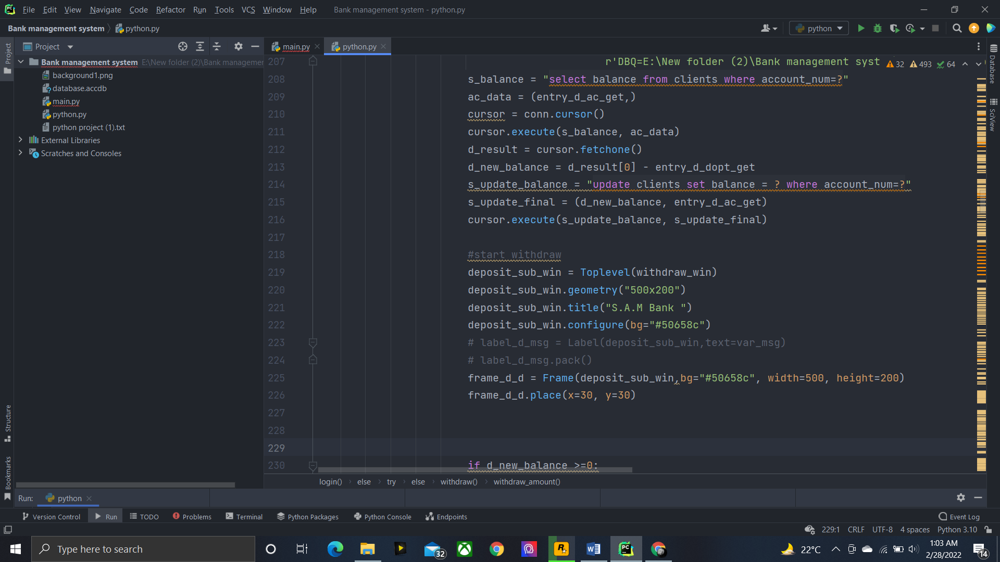 File Edit View Navigate Code Refactor Run Tools VCS Window Help Bank management system - python.py
Bank management system python.py
python
Project
main.py
python.py
Bank management system E:\New folder (2)\Bank managemen
background1.png
database.accdb
main.py
python.py
python project (1).txt
External Libraries
Scratches and Consoles
Project
Structure
Bookmarks
Database
SciView
32 493 64
207 r'DBQ=E:\New folder (2)\Bank management syst
208 s_balance = "select balance from clients where account_num=?"
209 ac_data = (entry_d_ac_get,)
210 cursor = conn.cursor()
211 cursor.execute(s_balance, ac_data)
212 d_result = cursor.fetchone()
213 d_new_balance = d_result[0] - entry_d_dopt_get
214 s_update_balance = "update clients set balance = ? where account_num=?"
215 s_update_final = (d_new_balance, entry_d_ac_get)
216 cursor.execute(s_update_balance, s_update_final)
217
218 #start withdraw
219 deposit_sub_win = Toplevel(withdraw_win)
220 deposit_sub_win.geometry("500x200")
221 deposit_sub_win.title("S.A.M Bank ")
222 deposit_sub_win.configure(bg="#50658c")
223 # label_d_msg = Label(deposit_sub_win,text=var_msg)
224 # label_d_msg.pack()
225 frame_d_d = Frame(deposit_sub_win,bg="#50658c", width=500, height=200)
226 frame_d_d.place(x=30, y=30)
227
228
229
230 if d_new_balance >=0:
login() else try else withdraw() withdraw_amount()
Run: python
Version Control Run TODO Problems Terminal Python Packages Python Console Endpoints Event Log
229:1 CRLF UTF-8 4 spaces Python 3.10
Type here to search
32
22°C
1:03 AM
2/28/2022
14